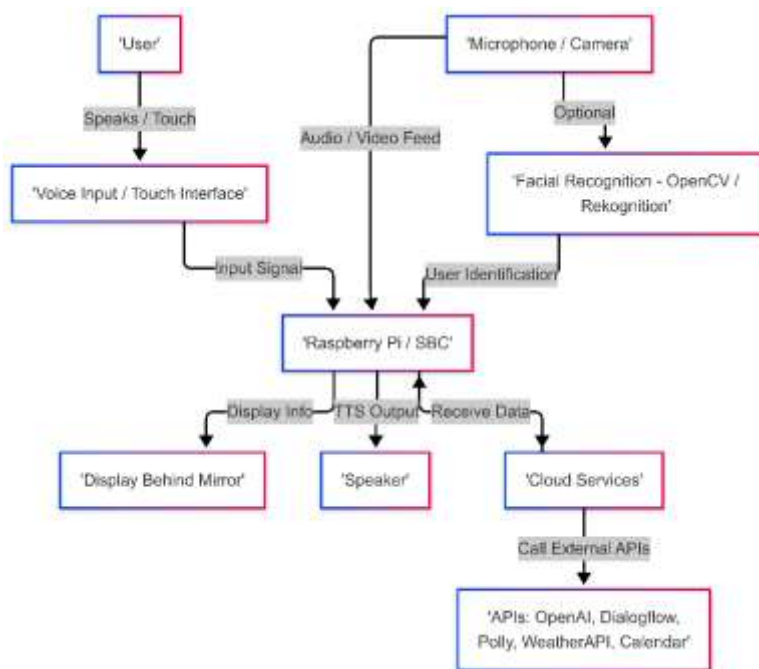 'User'
'Microphone / Camera'
Speaks / Touch
Optional
Audio / Video Feed
'Voice Input / Touch Interface'
'Facial Recognition - OpenCV /
Rekognition'
Input Signal
User Identification
'Raspberry Pi / SBC'
Display Info
TTS Output
Receive Data
'Display Behind Mirror'
'Speaker'
'Cloud Services'
Call External APIs
'APIs: OpenAI, Dialogflow,
Polly, WeatherAPI, Calendar'